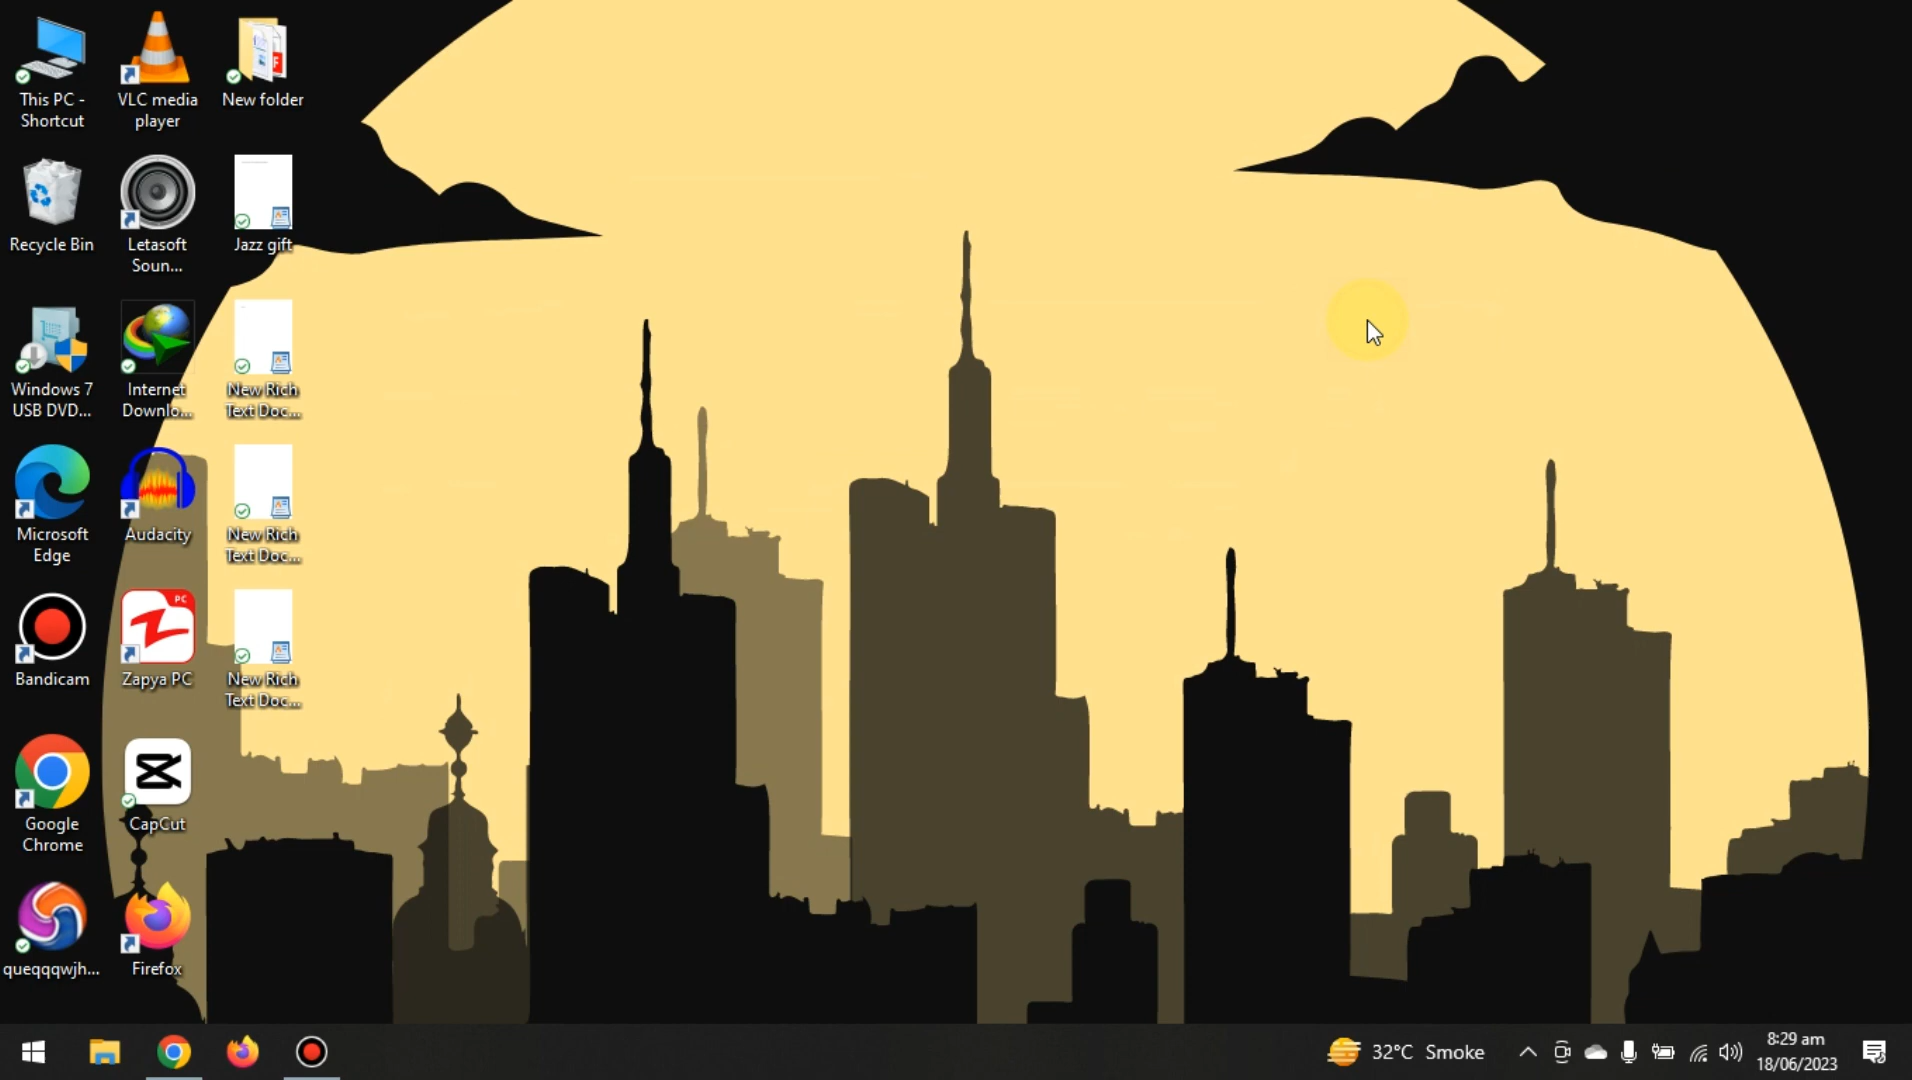 This PC -
Shortcut
VLC media
player
New folder
Recycle Bin
Letasoft
Soun...
Jazz gift
Windows 7
USB DVD...
Internet
Downlo...
New Rich
Text Doc...
Microsoft
Edge
Audacity
New Rich
Text Doc...
Bandicam
PC
Zapya PC
New Rich
Text Doc...
Google
Chrome
CapCut
queqqqwjh...
Firefox
32°C Smoke
8:29 am
18/06/2023